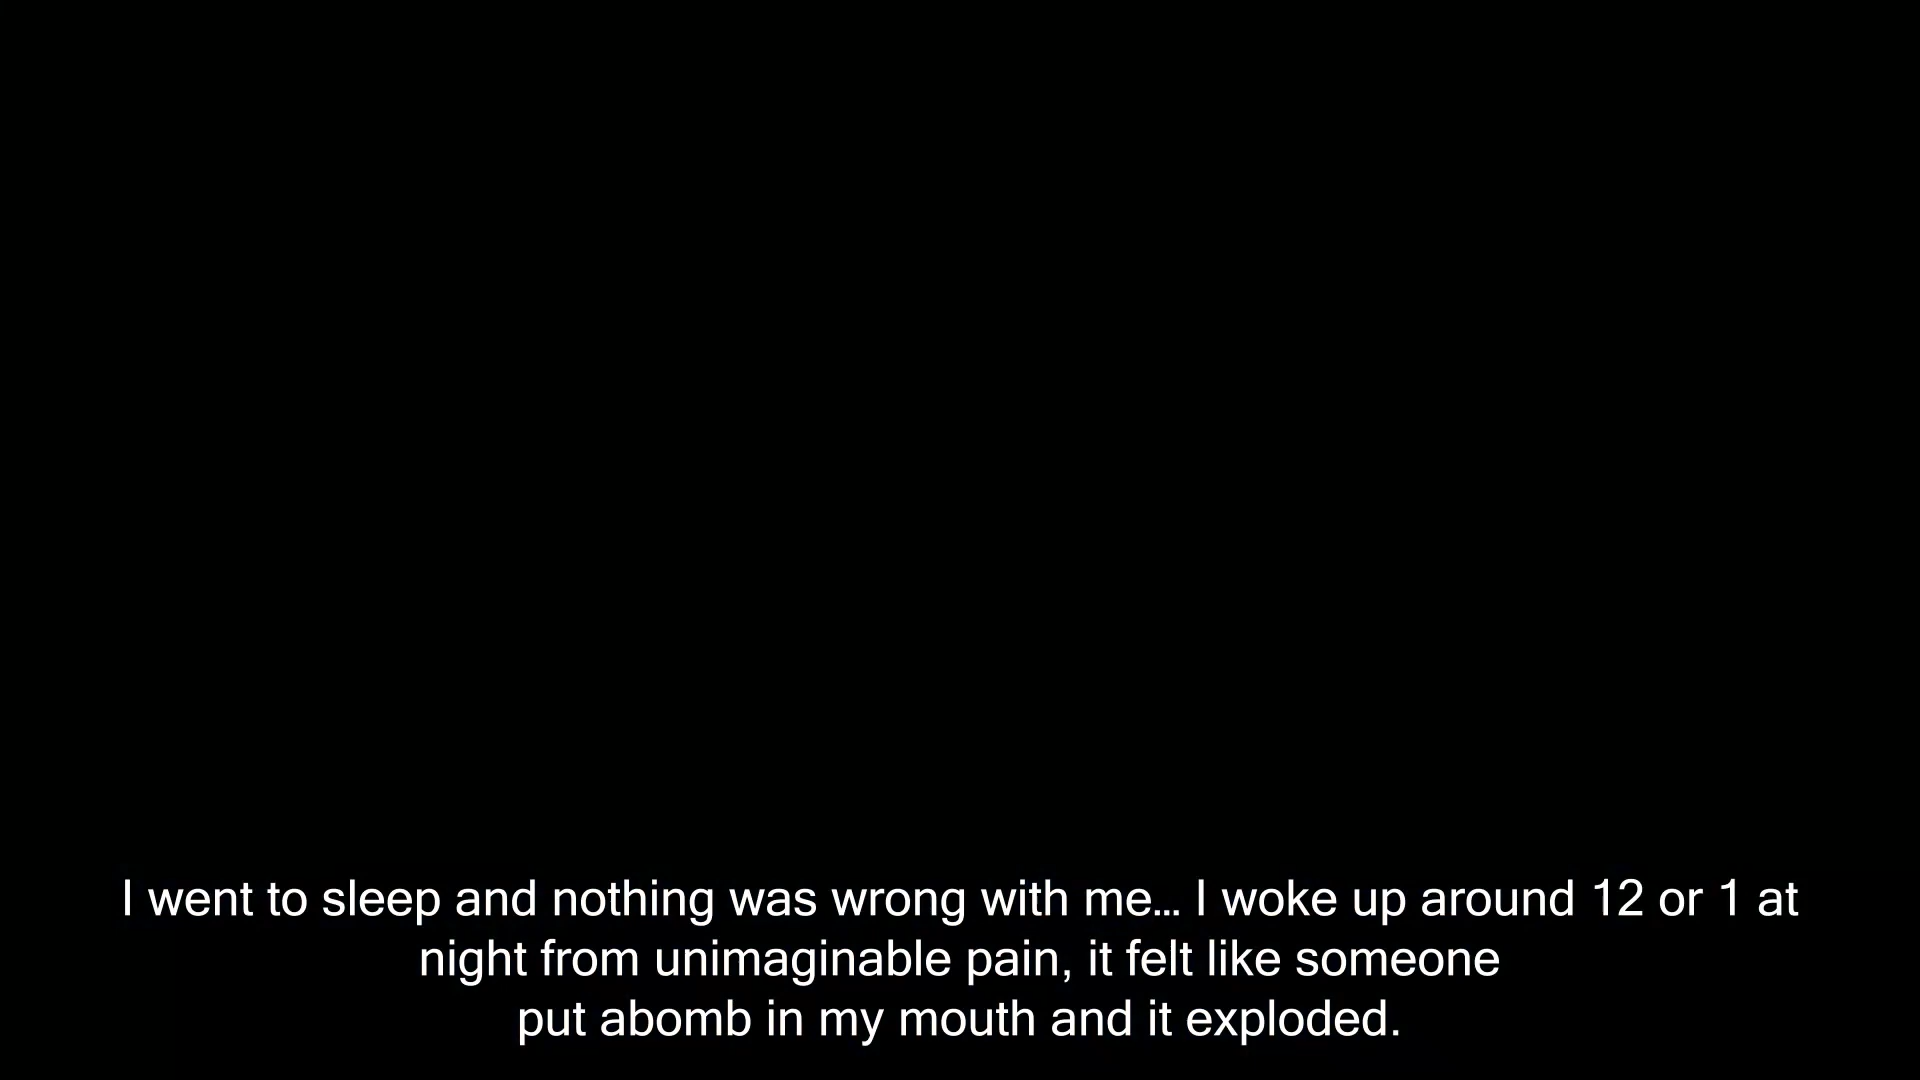 I went to sleep and nothing was wrong with me... I woke up around 12 or 1 at
night from unimaginable pain, it felt like someone
put abomb in my mouth and it exploded.